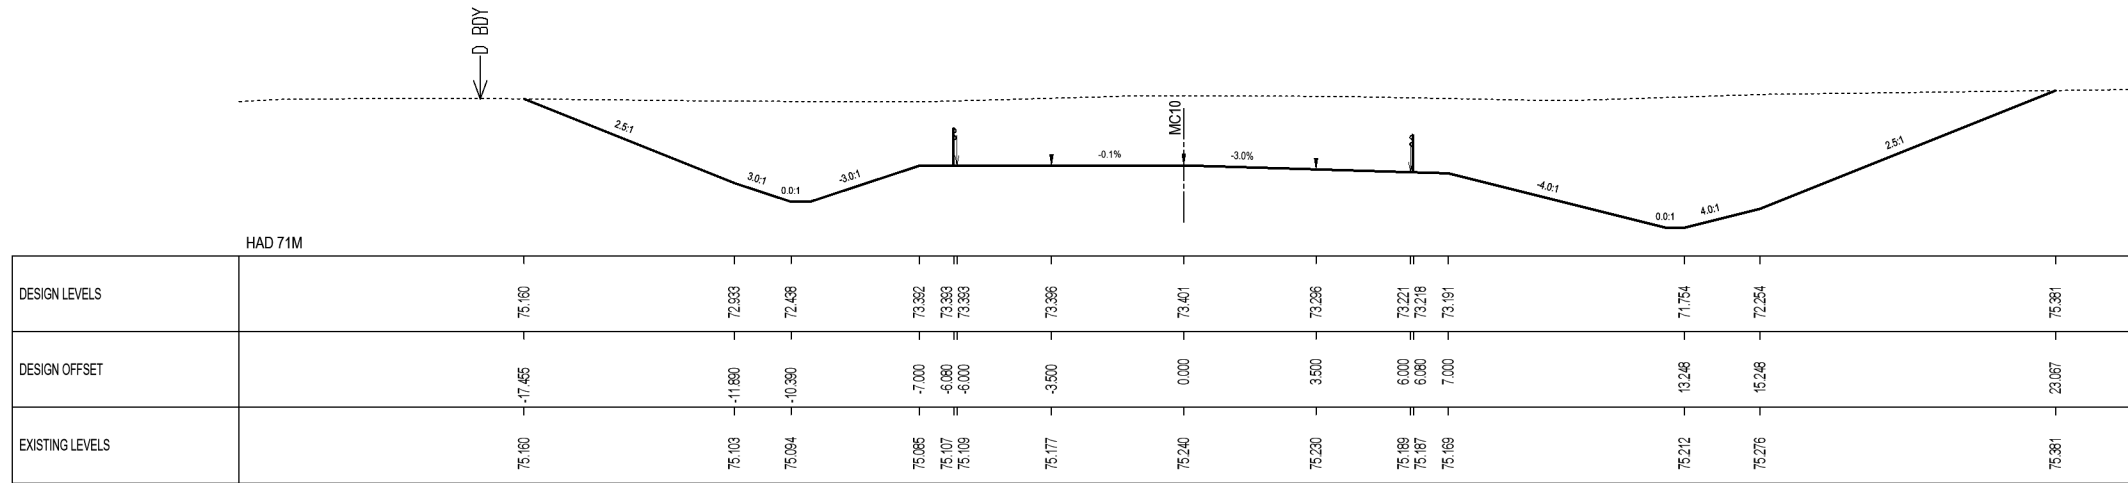 D BDY
2.5:1
3.0:1
0.0:1
-3.0:1
-0.1%
MC10
-3.0%
-4.0:1
0.0:1
4.0:1
2.5:1
HAD 71M
DESIGN LEVELS 75.160 72.933 72.438 73.392 73.393 73.393 73.396 73.401 73.296 73.221 73.218 73.191 71.754 72.254 75.381
DESIGN OFFSET -17.455 -11.890 -10.390 -7.000 -6.080 -6.000 -3.500 0.000 3.500 6.000 6.080 7.000 13.248 15.248 23.067
EXISTING LEVELS 75.160 75.103 75.094 75.085 75.107 75.109 75.177 75.240 75.230 75.189 75.187 75.169 75.212 75.276 75.381